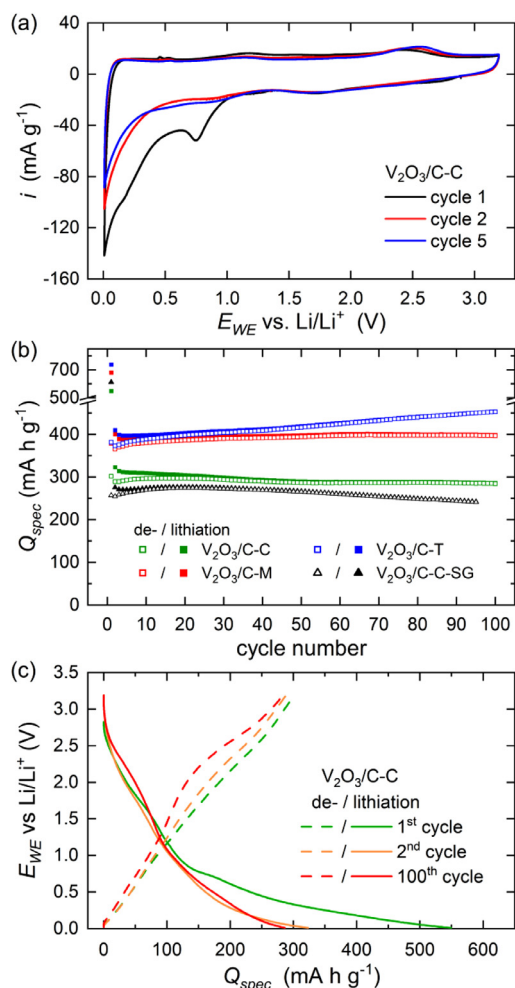 (a)
40
0
-40
-80
-120
-160
i (mA g⁻¹)
V₂O₃/C-C
cycle 1
cycle 2
cycle 5
0.0 0.5 1.0 1.5 2.0 2.5 3.0
E_WE vs. Li/Li⁺ (V)
(b)
700
500
400
300
200
100
0
Q_spec (mA h g⁻¹)
de- / lithiation
/ V₂O₃/C-C / V₂O₃/C-T
/ V₂O₃/C-M / V₂O₃/C-C-SG
0 10 20 30 40 50 60 70 80 90 100
cycle number
(c)
3.5
3.0
2.5
2.0
1.5
1.0
0.5
0.0
E_WE vs Li/Li⁺ (V)
V₂O₃/C-C
de- / lithiation
/ 1ˢᵗ cycle
/ 2ⁿᵈ cycle
/ 100ᵗʰ cycle
0 100 200 300 400 500 600
Q_spec (mA h g⁻¹)